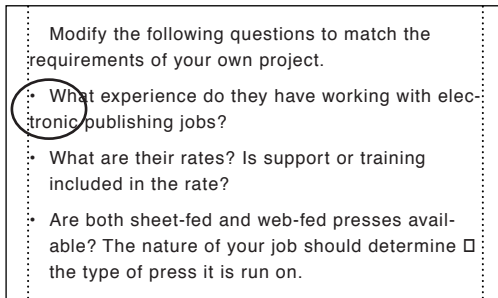 Modify the following questions to match the
requirements of your own project.
• What experience do they have working with elec-
tronic publishing jobs?
• What are their rates? Is support or training
included in the rate?
• Are both sheet-fed and web-fed presses avail-
able? The nature of your job should determine □
the type of press it is run on.